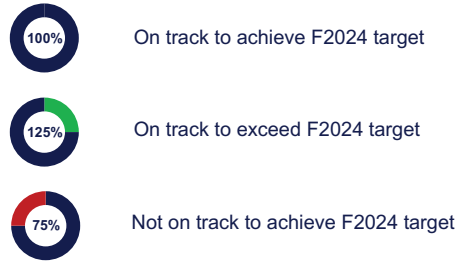 100% On track to achieve F2024 target
125% On track to exceed F2024 target
75% Not on track to achieve F2024 target